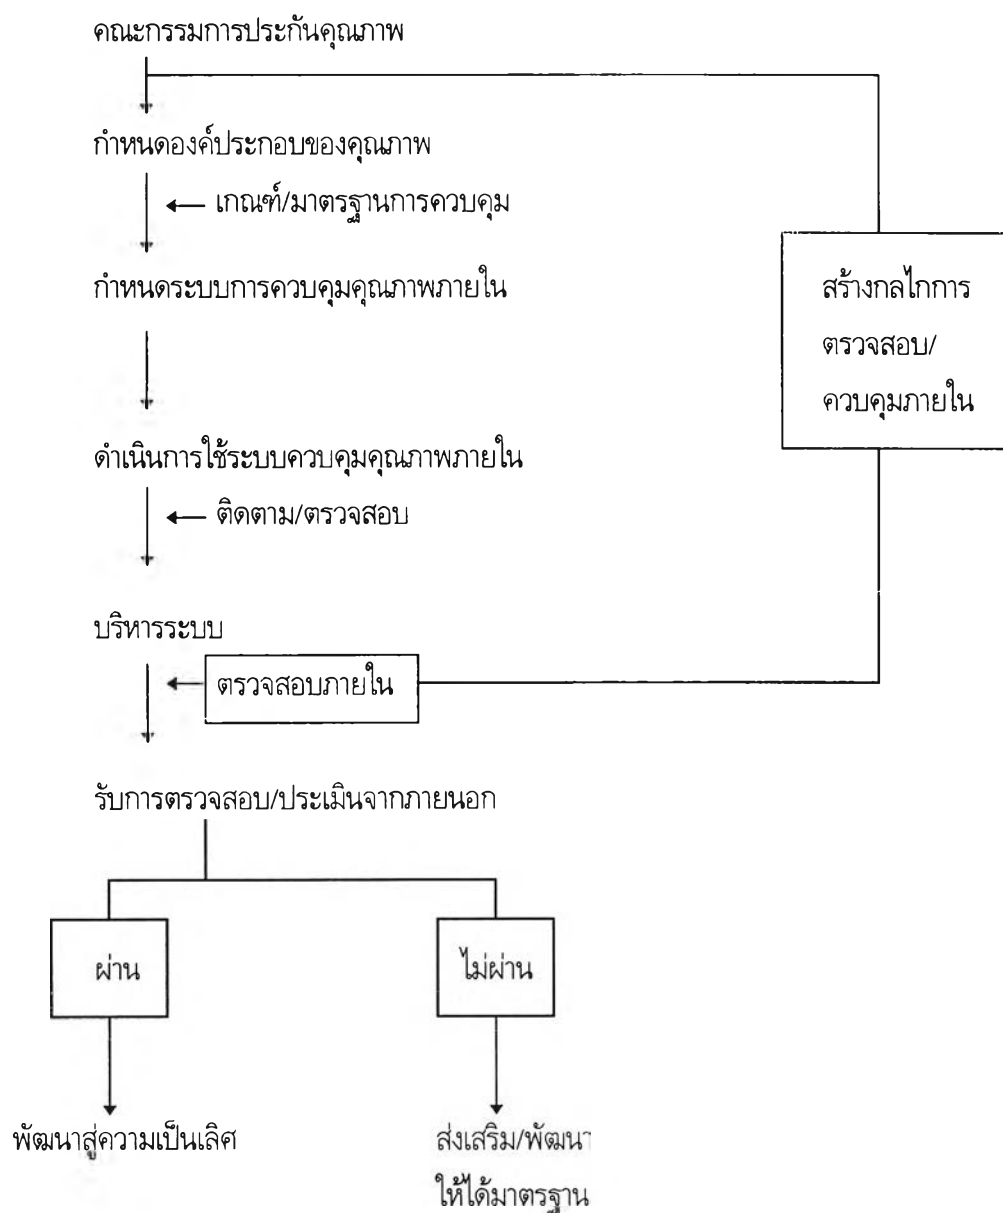 คณะกรรมการประกันคุณภาพ
กำหนดองค์ประกอบของคุณภาพ
เกณฑ์/มาตรฐานการควบคุม
กำหนดระบบการควบคุมคุณภาพภายใน
สร้างกลไกการ
ตรวจสอบ/
ควบคุมภายใน
ดำเนินการใช้ระบบควบคุมคุณภาพภายใน
ติดตาม/ตรวจสอบ
บริหารระบบ
ตรวจสอบภายใน
รับการตรวจสอบ/ประเมินจากภายนอก
ผ่าน
ไม่ผ่าน
พัฒนาสู่ความเป็นเลิศ
ส่งเสริม/พัฒนา
ให้ได้มาตรฐาน